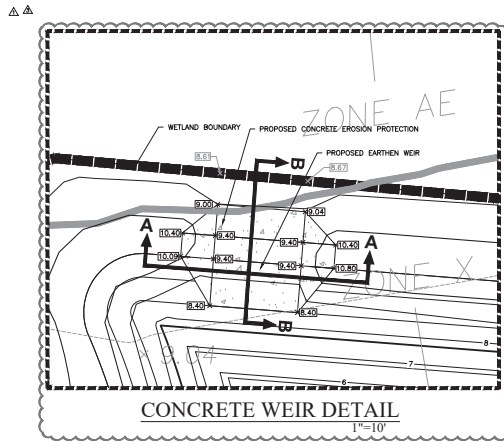 ZONE AE
WETLAND BOUNDARY
PROPOSED CONCRETE EROSION PROTECTION
PROPOSED EARTHEN WEIR
8.61
B
8.67
9.00
9.04
A
10.40
9.40
9.40
10.40
A
10.09
9.40
9.40
10.80
ZONE X
8.40
8.40
B
8
× 9.04
7
6
CONCRETE WEIR DETAIL
1"=10'